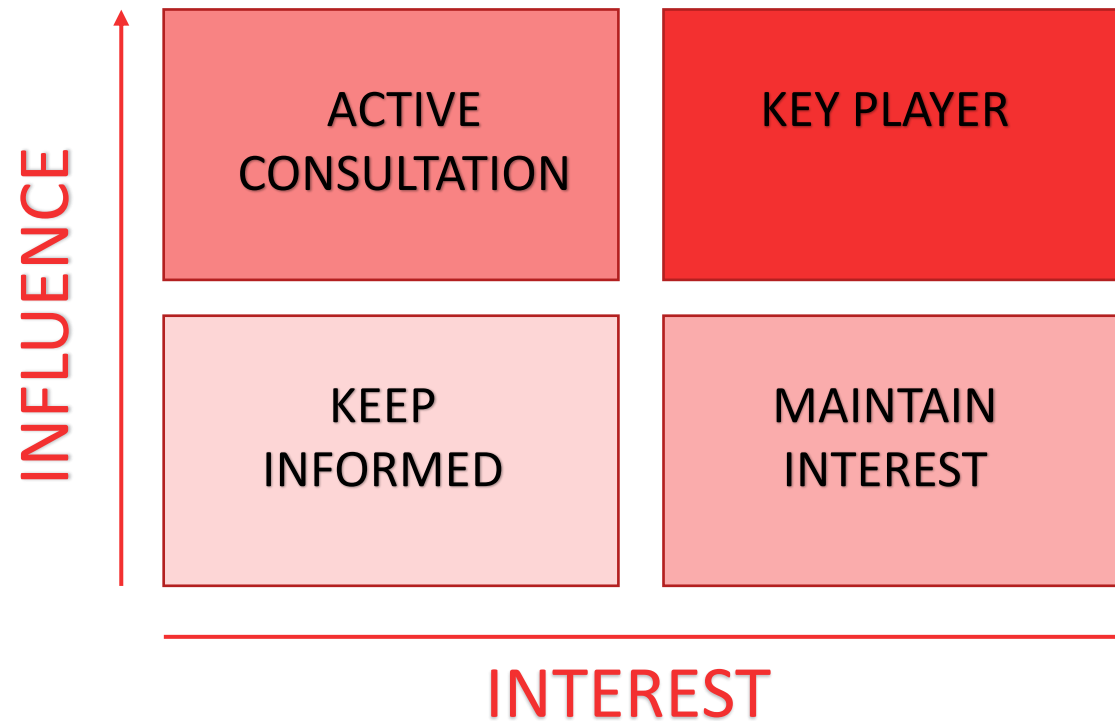 INFLUENCE
ACTIVE
CONSULTATION
KEY PLAYER
KEEP
INFORMED
MAINTAIN
INTEREST
INTEREST